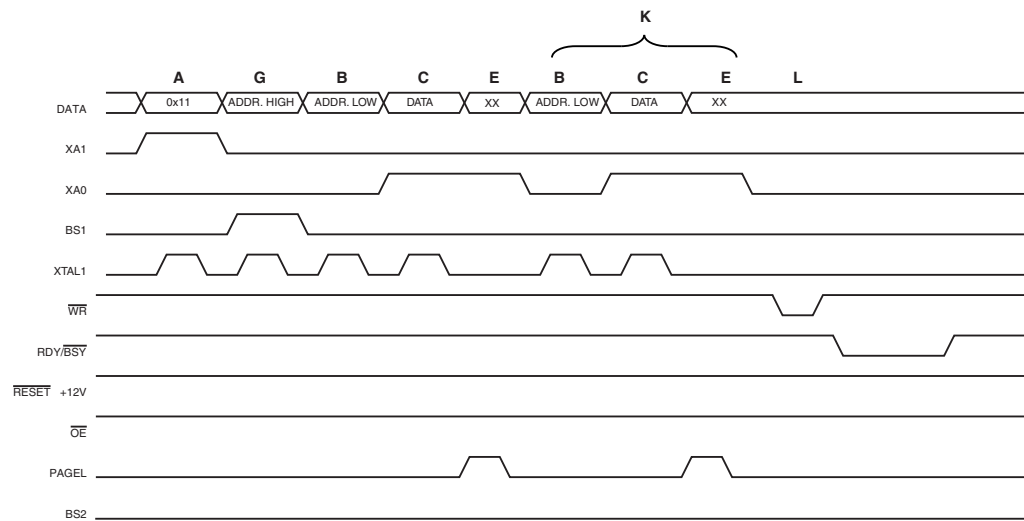 K
A G B C E B C E L
DATA 0x11 ADDR. HIGH ADDR. LOW DATA XX ADDR. LOW DATA XX
XA1
XA0
BS1
XTAL1
WR
RDY/BSY
RESET +12V
OE
PAGEL
BS2